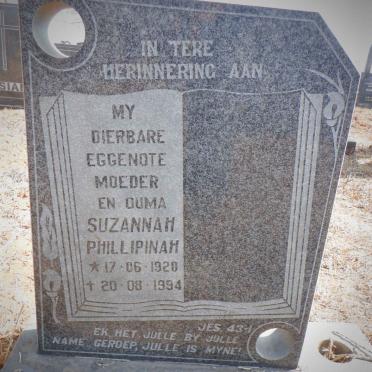 IN TERE
HERINNERING AAN
MY
DIERBARE
EGGENOTE
MOEDER
EN OUMA
SUZANNAH
PHILLIPINAH
★ 17-06-1928
✝ 20-08-1994
JES. 43-1
EK HET JULLE BY JULLE
NAME GEROEP, JULLE IS MYNE!